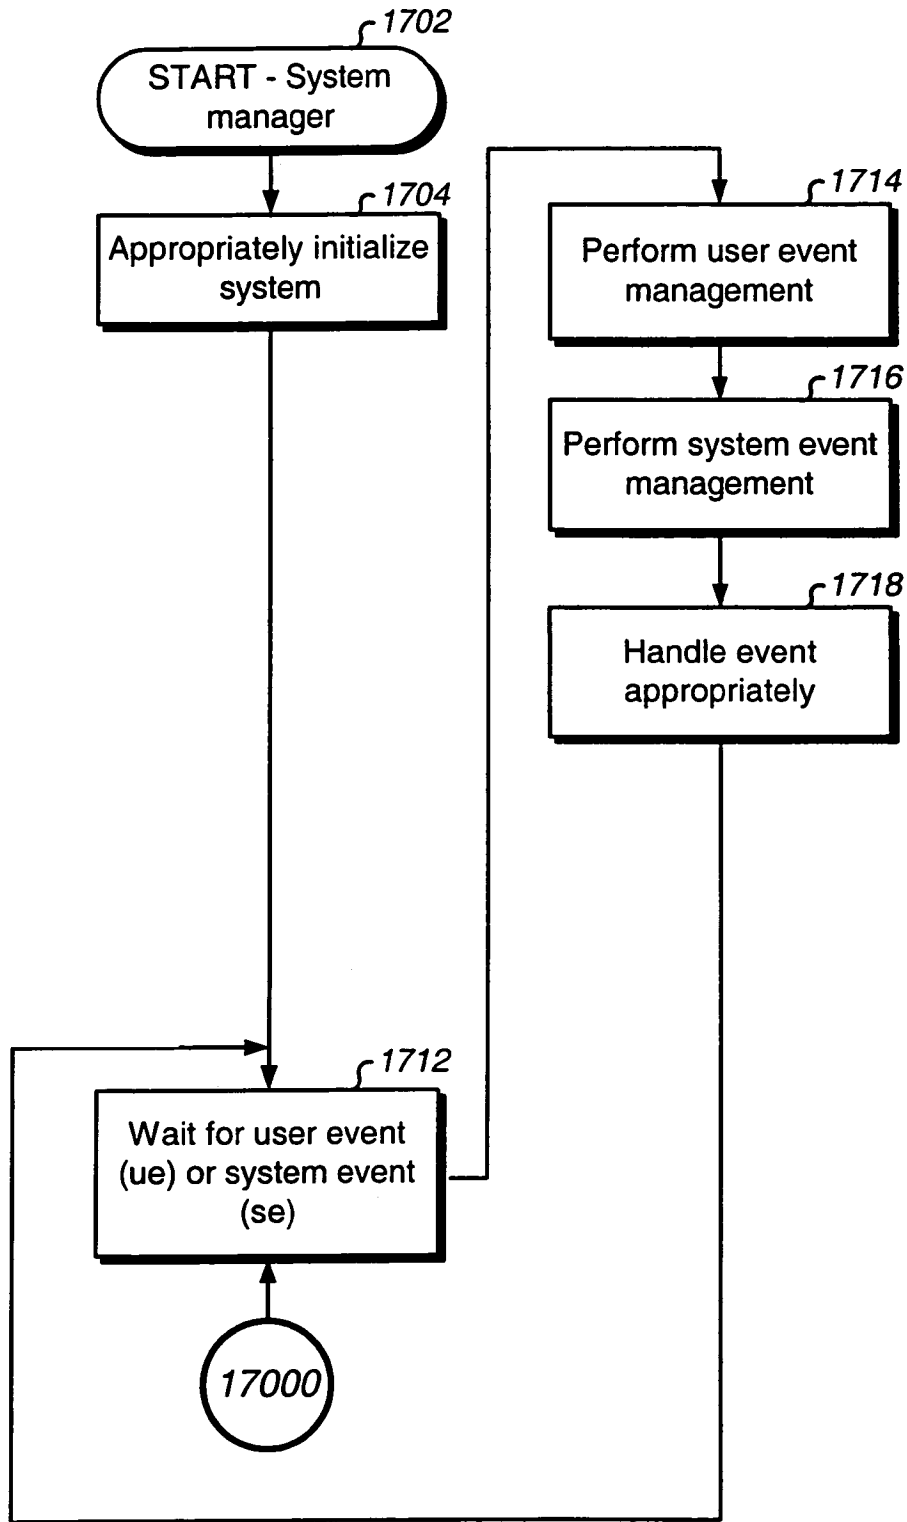 1702
START - System
manager
1704
Appropriately initialize
system
1712
Wait for user event
(ue) or system event
(se)
17000
1714
Perform user event
management
1716
Perform system event
management
1718
Handle event
appropriately